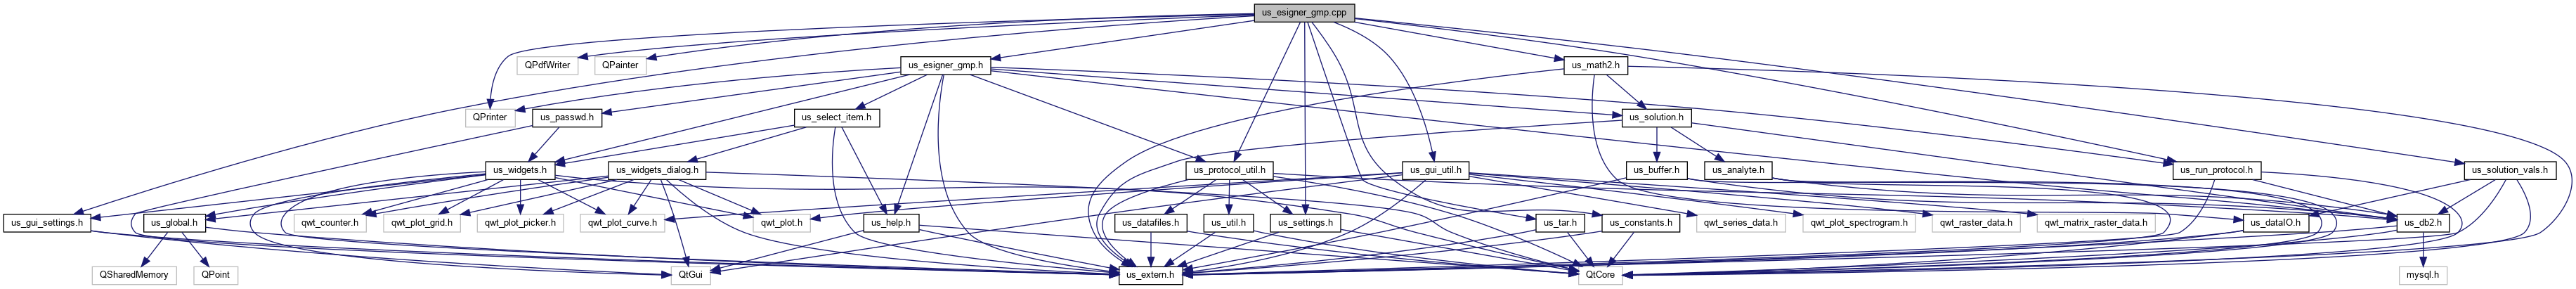 us_esigner_gmp.cpp
QPdfWriter
QPainter
us_esigner_gmp.h
us_math2.h
QPrinter
us_passwd.h
us_select_item.h
us_solution.h
us_widgets.h
us_widgets_dialog.h
us_protocol_util.h
us_gui_util.h
us_buffer.h
us_analyte.h
us_run_protocol.h
us_solution_vals.h
us_gui_settings.h
us_global.h
qwt_counter.h
qwt_plot_grid.h
qwt_plot_picker.h
qwt_plot_curve.h
qwt_plot.h
us_help.h
us_datafiles.h
us_util.h
us_settings.h
us_tar.h
us_constants.h
qwt_series_data.h
qwt_plot_spectrogram.h
qwt_raster_data.h
qwt_matrix_raster_data.h
us_dataIO.h
us_db2.h
QSharedMemory
QPoint
QtGui
us_extern.h
QtCore
mysql.h